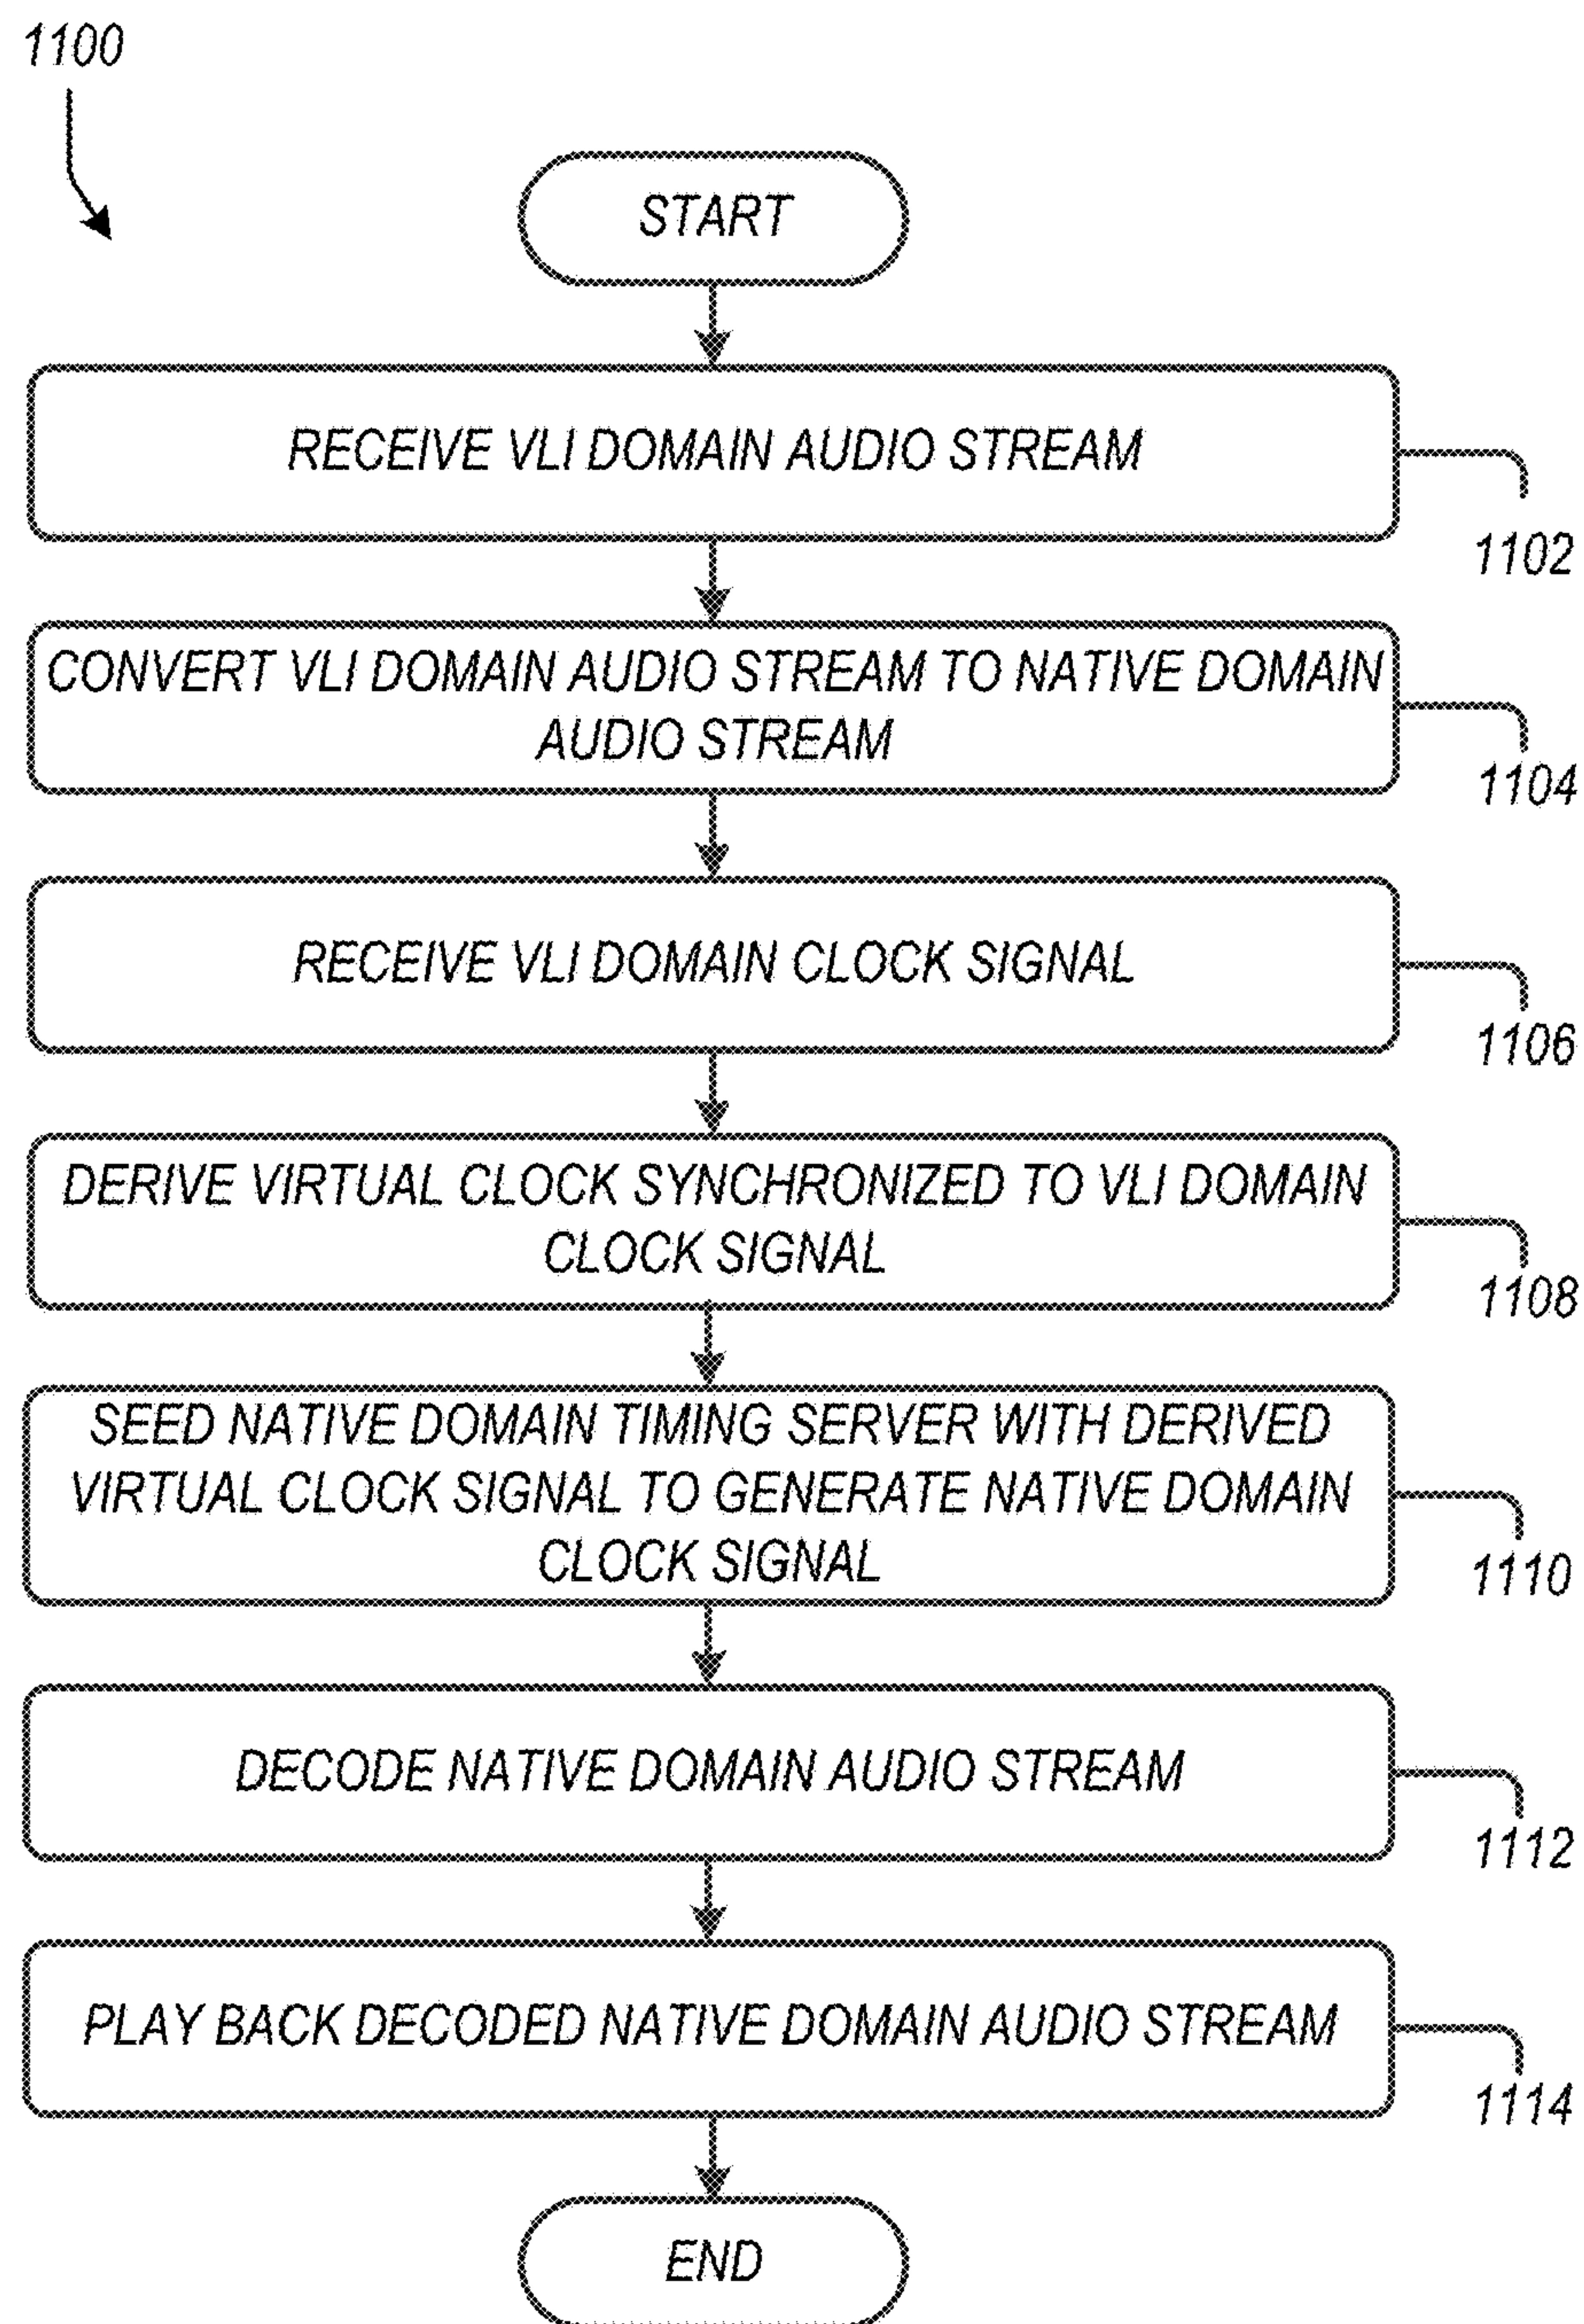 1100
START
RECEIVE VLI DOMAIN AUDIO STREAM
1102
CONVERT VLI DOMAIN AUDIO STREAM TO NATIVE DOMAIN
AUDIO STREAM
1104
RECEIVE VLI DOMAIN CLOCK SIGNAL
1106
DERIVE VIRTUAL CLOCK SYNCHRONIZED TO VLI DOMAIN
CLOCK SIGNAL
1108
SEED NATIVE DOMAIN TIMING SERVER WITH DERIVED
VIRTUAL CLOCK SIGNAL TO GENERATE NATIVE DOMAIN
CLOCK SIGNAL
1110
DECODE NATIVE DOMAIN AUDIO STREAM
1112
PLAY BACK DECODED NATIVE DOMAIN AUDIO STREAM
1114
END